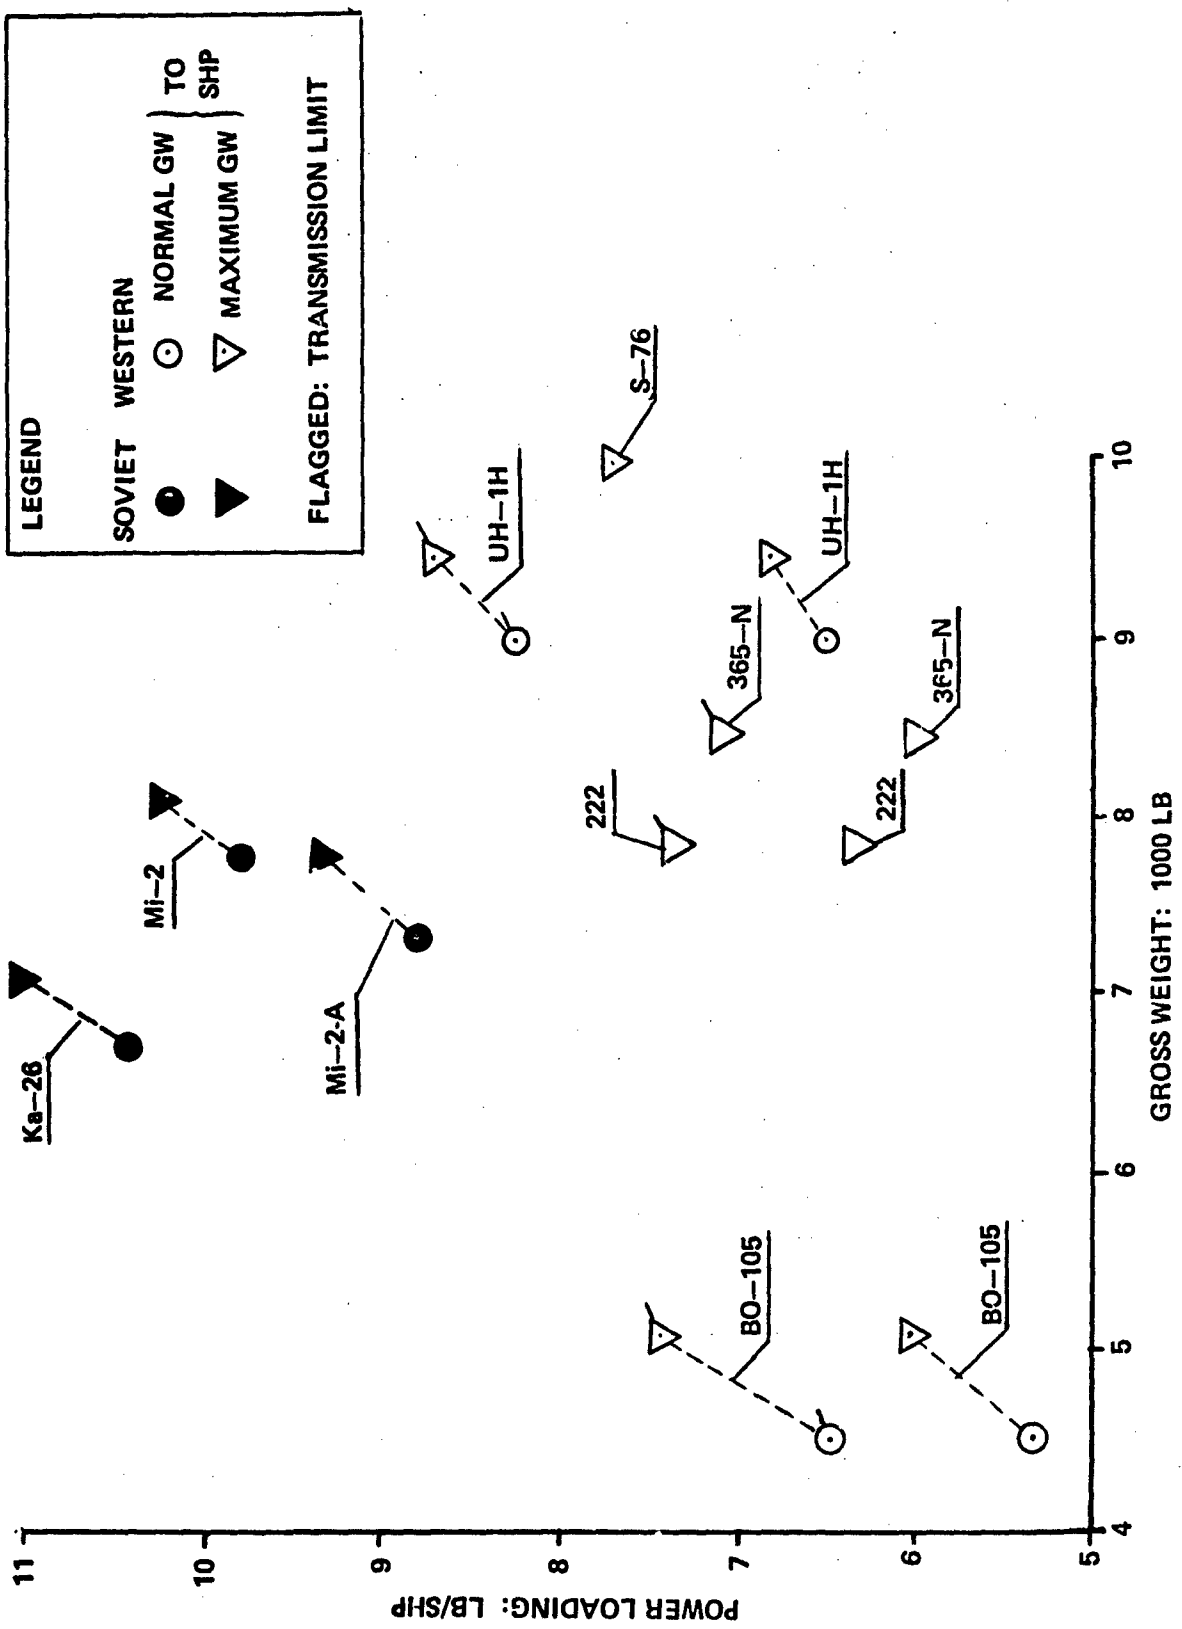 LEGEND
SOVIET WESTERN
NORMAL GW
MAXIMUM GW
TO
SHP
FLAGGED: TRANSMISSION LIMIT
11
10
9
8
7
6
5
POWER LOADING: LB/SHP
Ka-26
Mi-2
Mi-2-A
UH-1H
S-76
222
365-N
UH-1H
222
365-N
BO-105
BO-105
4
5
6
7
8
9
10
GROSS WEIGHT: 1000 LB